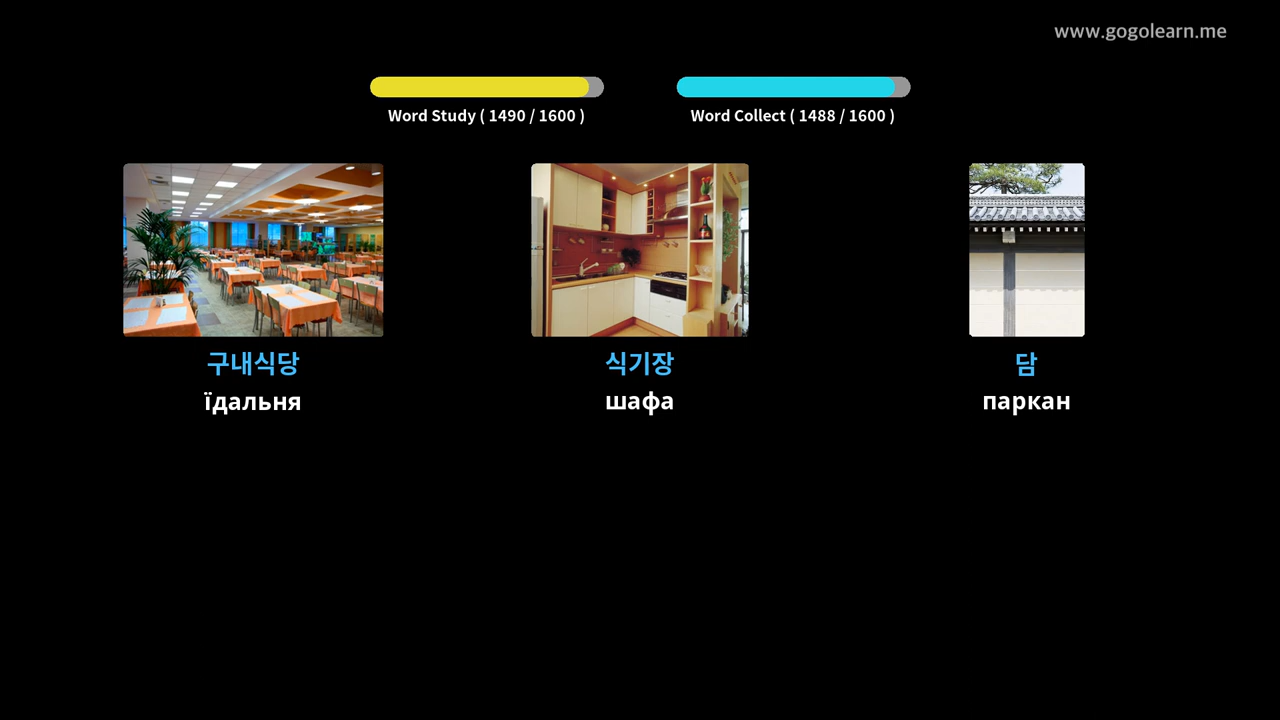 www.gogolearn.me
Word Study ( 1490 / 1600 )
Word Collect ( 1488 / 1600 )
구내식당
їдальня
식기장
шафа
담
паркан